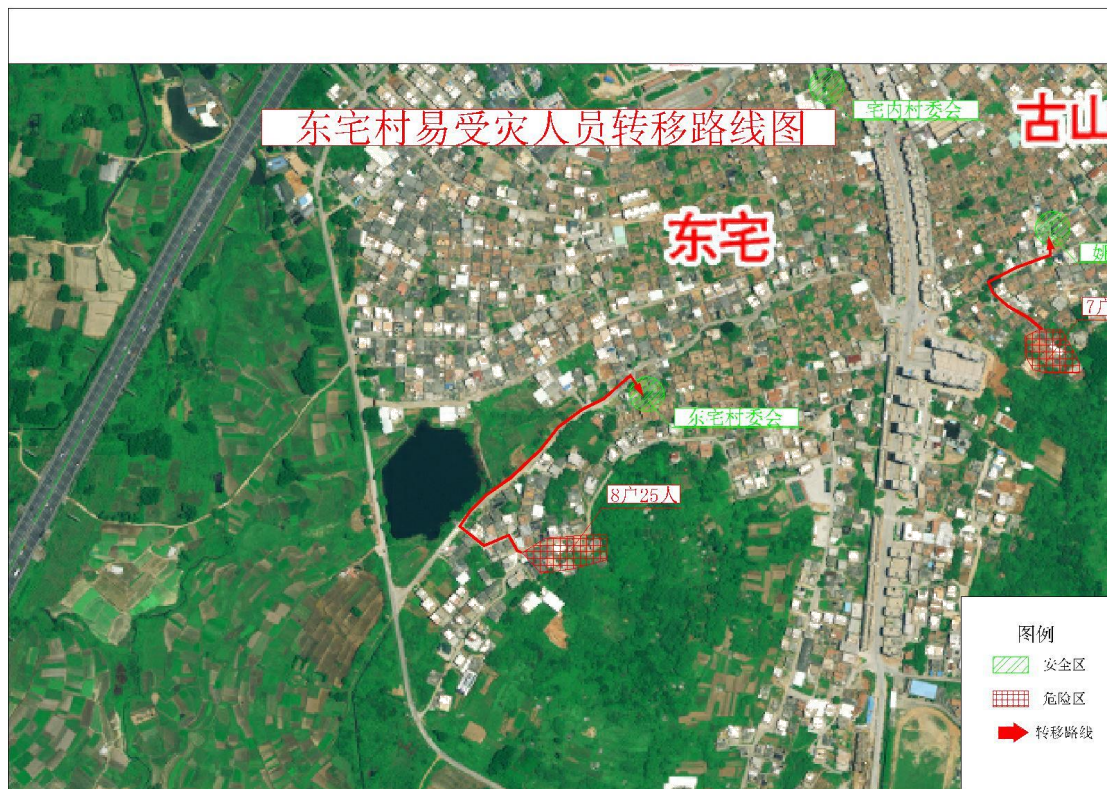 东宅村易受灾人员转移路线图
宅内村委会
古山
东宅
姚
7户
东宅村委会
8户25人
图例
安全区
危险区
转移路线